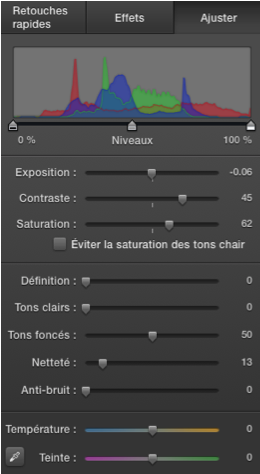 Retouches rapides
Effets
Ajuster
0 % Niveaux 100 %
Exposition : -0.06
Contraste : 45
Saturation : 62
Éviter la saturation des tons chair
Définition : 0
Tons clairs : 0
Tons foncés : 50
Netteté : 13
Anti-bruit : 0
Température : 0
Teinte : 0